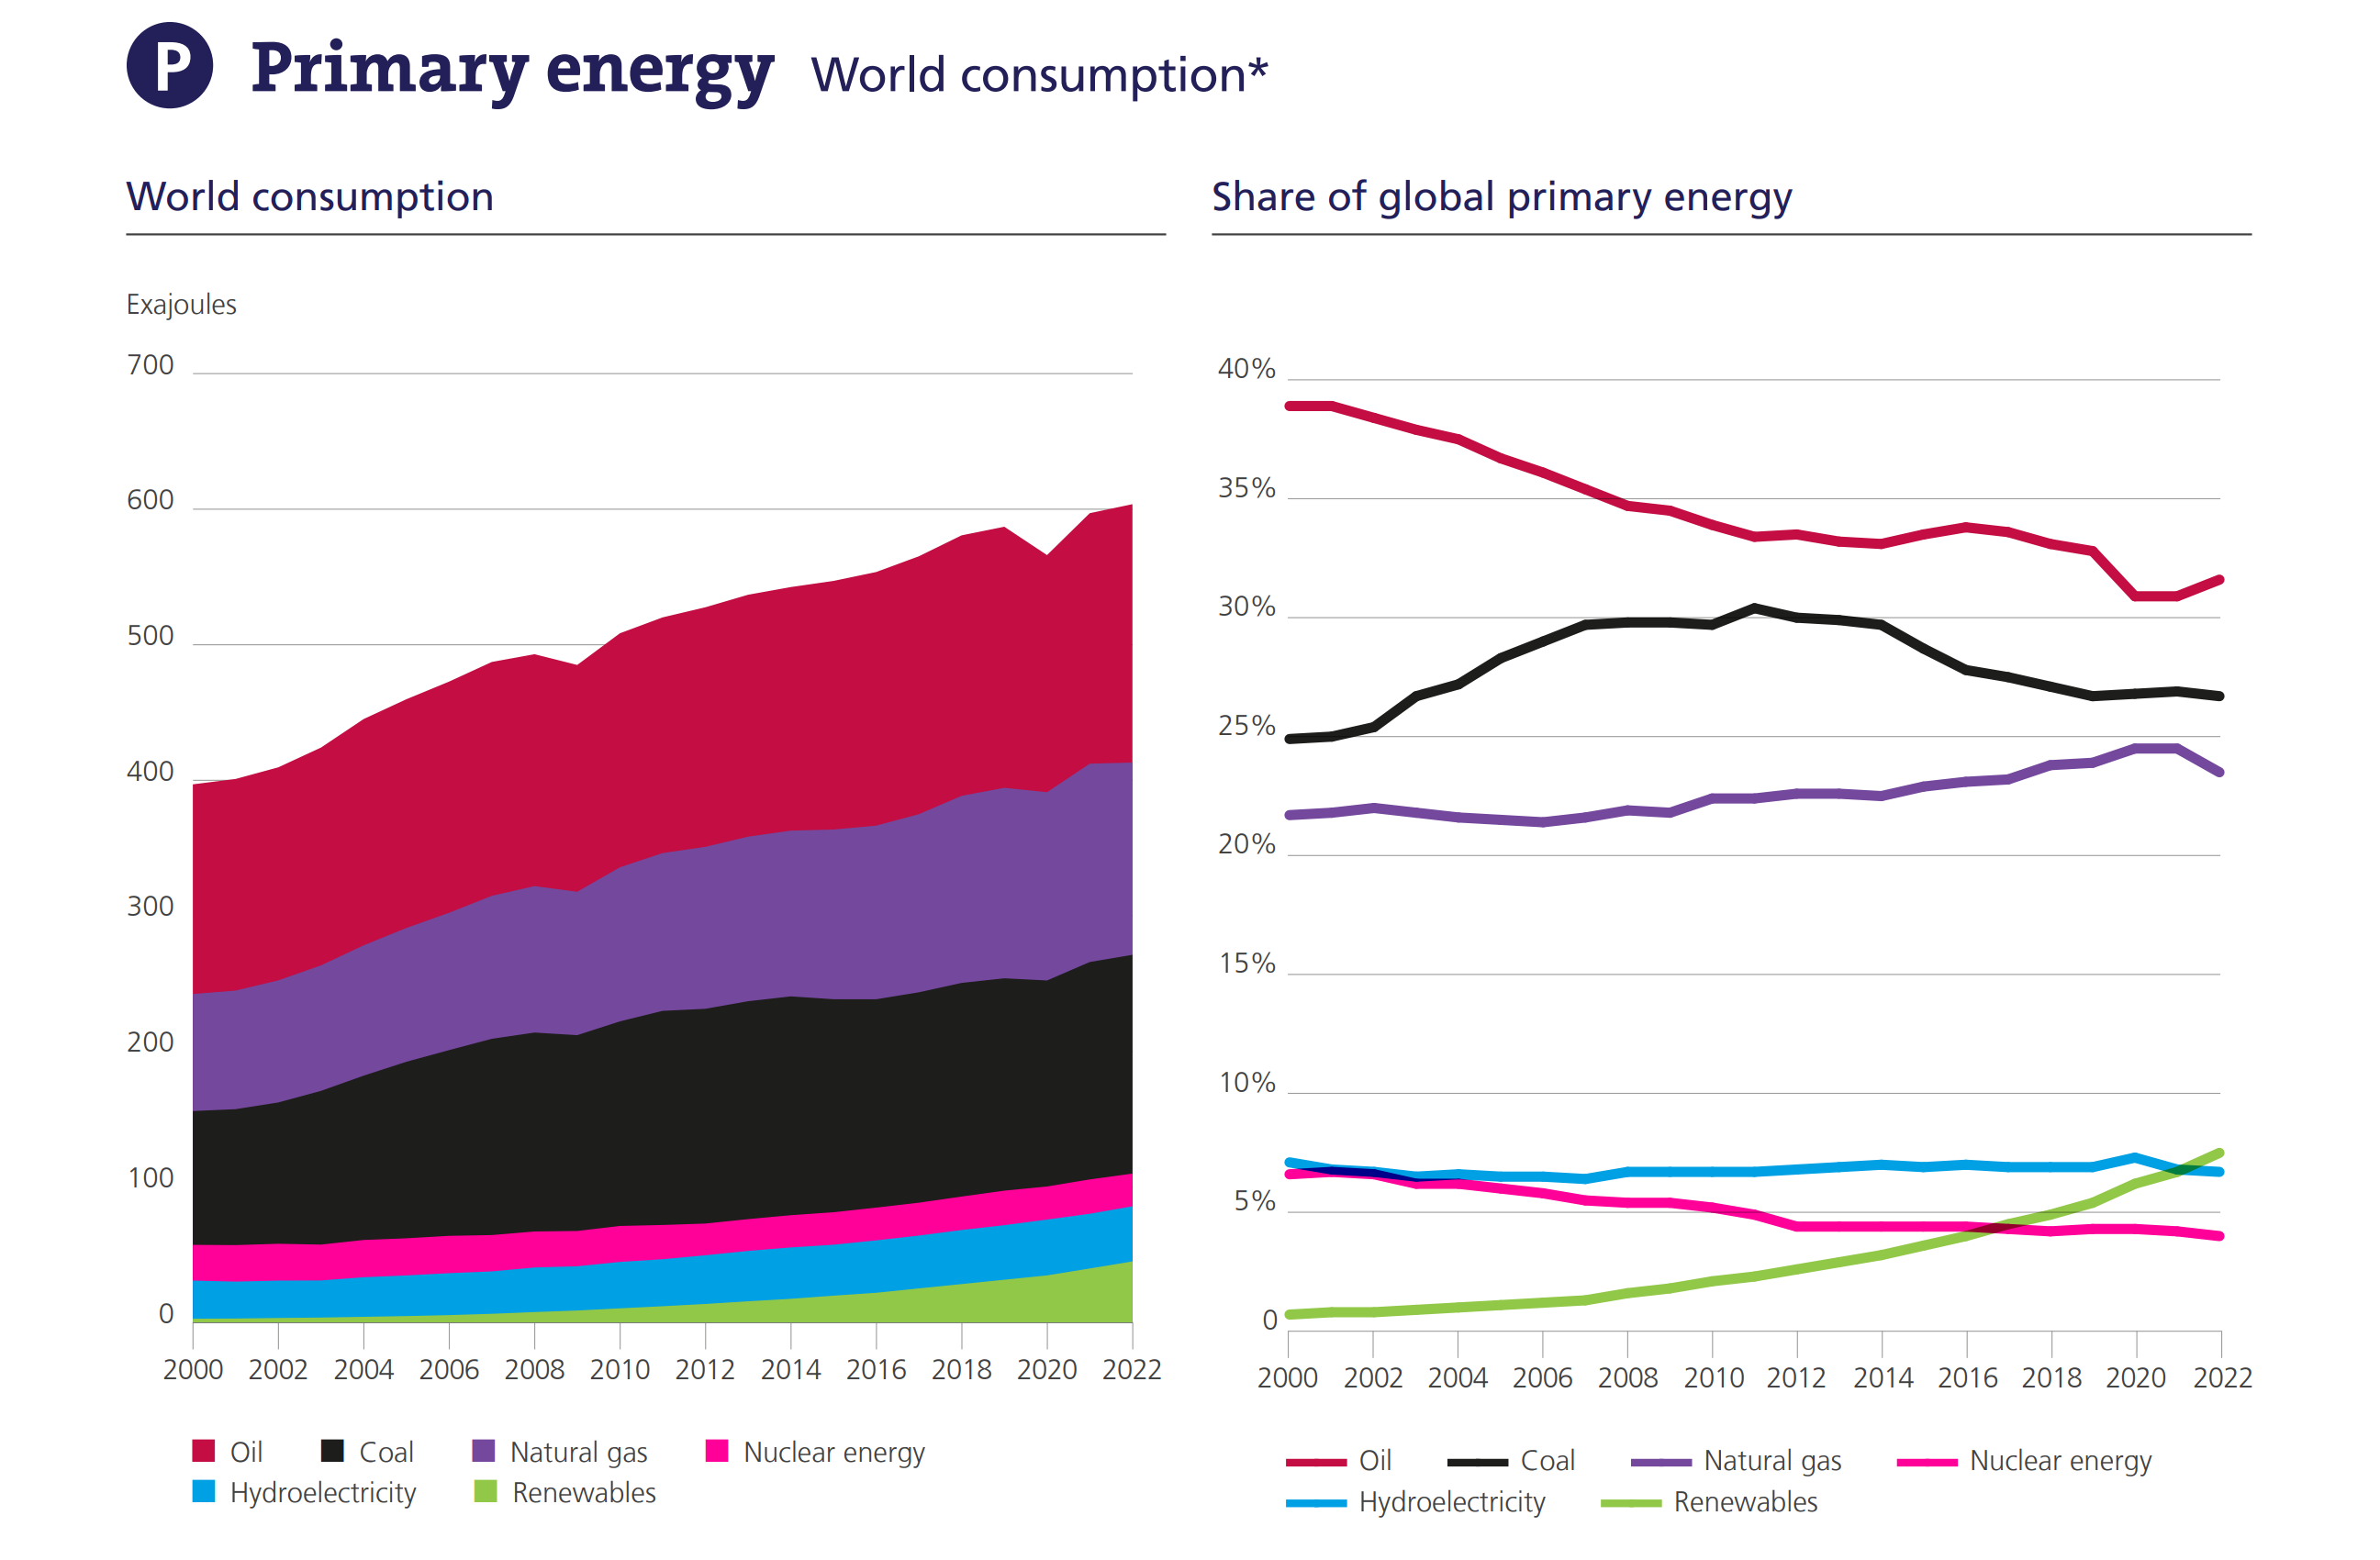 P Primary energy World consumption*
World consumption
Exajoules
700
600
500
400
300
200
100
0
2000 2002 2004 2006 2008 2010 2012 2014 2016 2018 2020 2022
Oil Coal Natural gas Nuclear energy
Hydroelectricity Renewables
Share of global primary energy
40%
35%
30%
25%
20%
15%
10%
5%
0
2000 2002 2004 2006 2008 2010 2012 2014 2016 2018 2020 2022
Oil Coal Natural gas Nuclear energy
Hydroelectricity Renewables